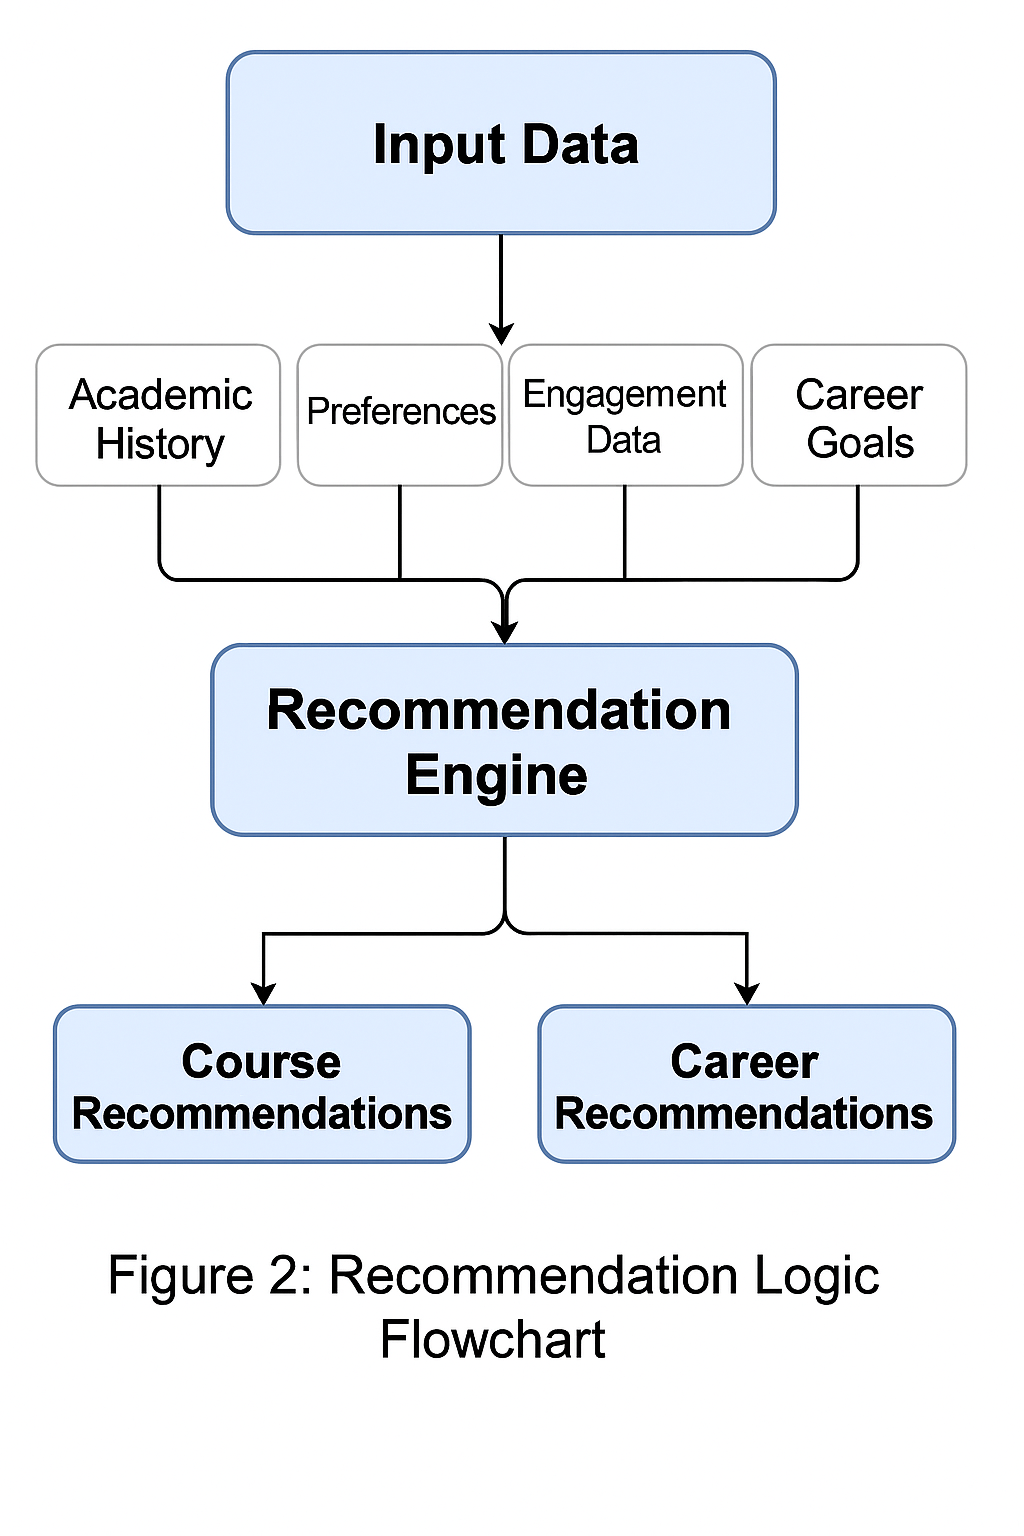 Input Data
Academic
History
Preferences
Engagement
Data
Career
Goals
Recommendation
Engine
Course
Recommendations
Career
Recommendations
Figure 2: Recommendation Logic
Flowchart